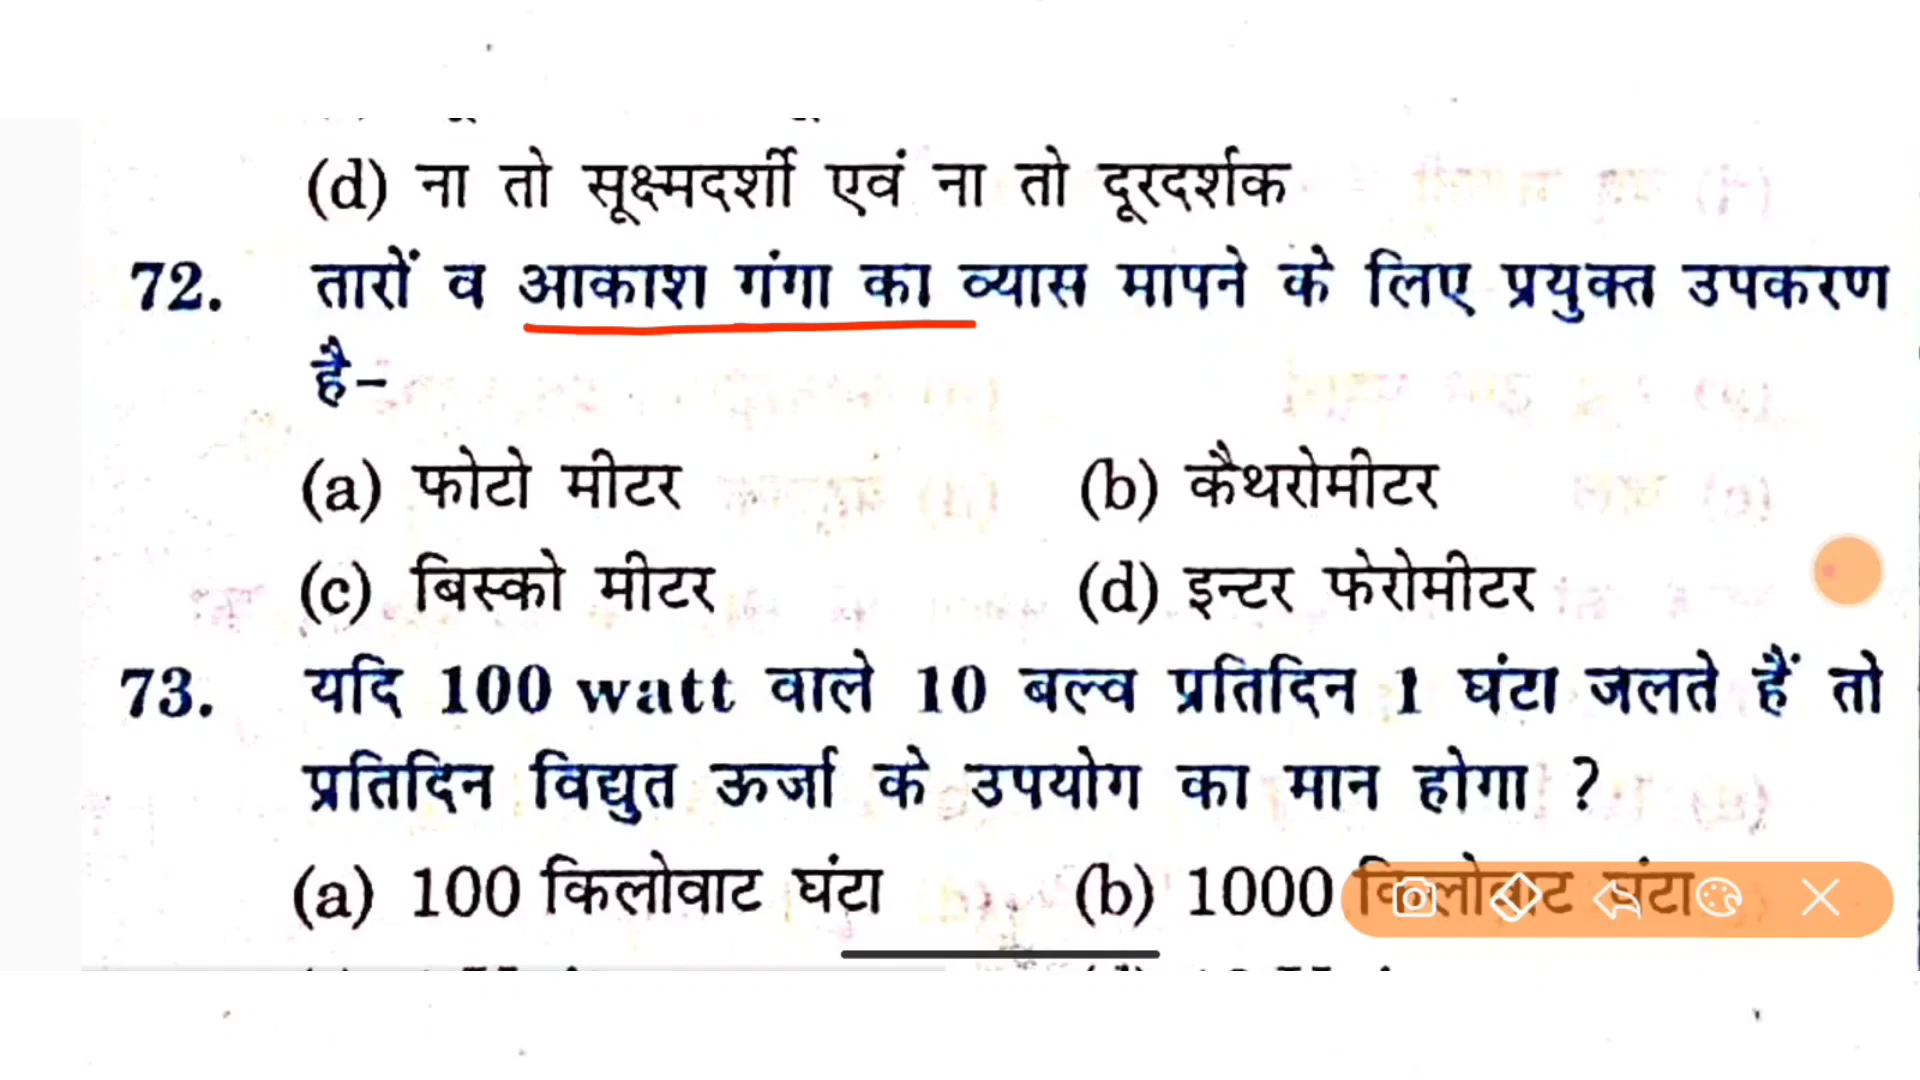 (d) ना तो सूक्ष्मदर्शी एवं ना तो दूरदर्शक
72. तारों व आकाश गंगा का व्यास मापने के लिए प्रयुक्त उपकरण
है-
(a) फोटो मीटर (b) कैथरोमीटर
(c) बिस्को मीटर (d) इन्टर फेरोमीटर
73. यदि 100 watt वाले 10 बल्व प्रतिदिन 1 घंटा जलते हैं तो
प्रतिदिन विद्युत ऊर्जा के उपयोग का मान होगा ?
(a) 100 किलोवाट घंटा (b) 1000 किलोवाट घंटा